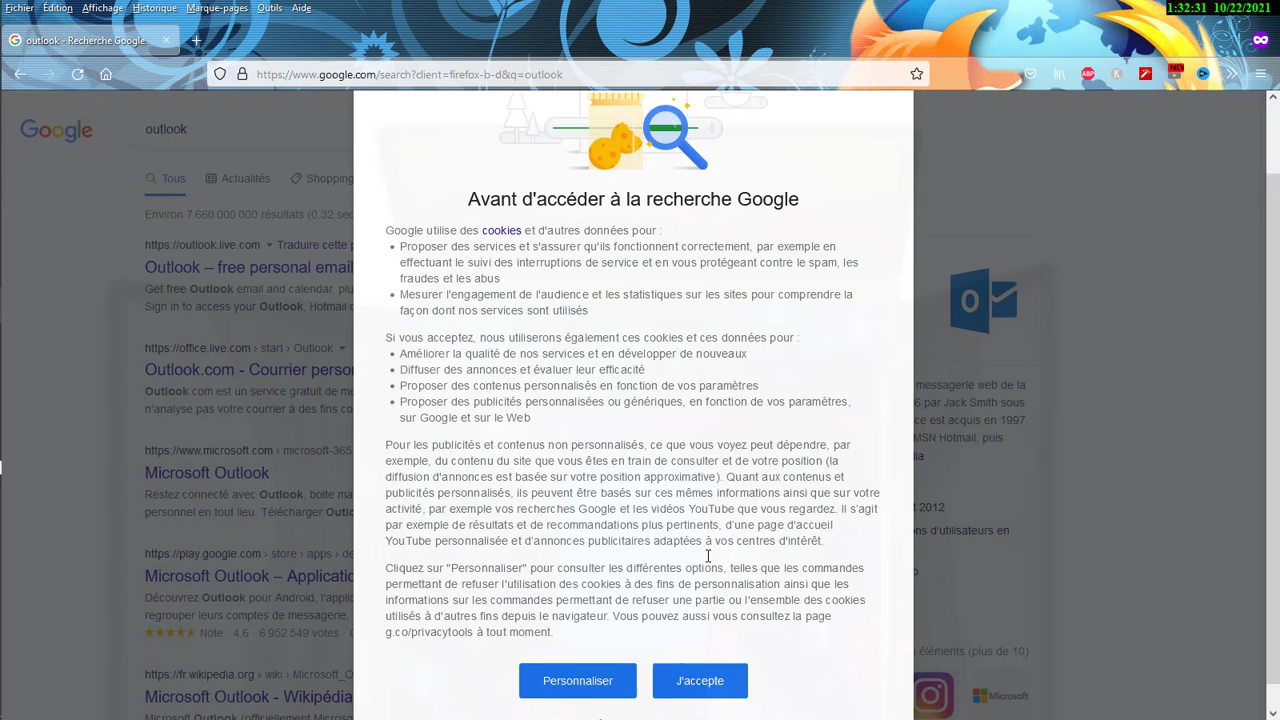 Fichier Édition Affichage Historique Marque-pages Outils Aide
1:32:31 10/22/2021
outlook - Recherche Google
https://www.google.com/search?client=firefox-b-d&q=outlook
ABP
NEW
Google
outlook
Tous Actualités Shopping
Environ 7 660 000 000 résultats (0,32 sec
https://outlook.live.com Traduire cette p
Outlook – free personal email
Get free Outlook email and calendar, plu
Sign in to access your Outlook, Hotmail o
https://office.live.com › start › Outlook
Outlook.com - Courrier perso
Outlook.com est un service gratuit de me
n'analyse pas votre courrier à des fins co
https://www.microsoft.com › microsoft-365
Microsoft Outlook
Restez connecté avec Outlook, boite ma
personnel en tout lieu. Télécharger Outloo
https://play.google.com › store › apps › de
Microsoft Outlook – Applicatio
Découvrez Outlook pour Android, l'applic
regrouper leurs comptes de messagerie,
Note : 4,6 · 6 952 549 votes
https://fr.wikipedia.org › wiki › Microsoft_O
Microsoft Outlook - Wikipédia
Microsoft Outlook (officiellement Microso
Avant d'accéder à la recherche Google
Google utilise des cookies et d'autres données pour :
• Proposer des services et s'assurer qu'ils fonctionnent correctement, par exemple en
effectuant le suivi des interruptions de service et en vous protégeant contre le spam, les
fraudes et les abus
• Mesurer l'engagement de l'audience et les statistiques sur les sites pour comprendre la
façon dont nos services sont utilisés
Si vous acceptez, nous utiliserons également ces cookies et ces données pour :
• Améliorer la qualité de nos services et en développer de nouveaux
• Diffuser des annonces et évaluer leur efficacité
• Proposer des contenus personnalisés en fonction de vos paramètres
• Proposer des publicités personnalisées ou génériques, en fonction de vos paramètres,
sur Google et sur le Web
Pour les publicités et contenus non personnalisés, ce que vous voyez peut dépendre, par
exemple, du contenu du site que vous êtes en train de consulter et de votre position (la
diffusion d'annonces est basée sur votre position approximative). Quant aux contenus et
publicités personnalisés, ils peuvent être basés sur ces mêmes informations ainsi que sur votre
activité, par exemple vos recherches Google et les vidéos YouTube que vous regardez. Il s'agit
par exemple de résultats et de recommandations plus pertinents, d'une page d'accueil
YouTube personnalisée et d'annonces publicitaires adaptées à vos centres d'intérêt.
Cliquez sur "Personnaliser" pour consulter les différentes options, telles que les commandes
permettant de refuser l'utilisation des cookies à des fins de personnalisation ainsi que les
informations sur les commandes permettant de refuser une partie ou l'ensemble des cookies
utilisés à d'autres fins depuis le navigateur. Vous pouvez aussi vous consultez la page
g.co/privacytools à tout moment.
Personnaliser J'accepte
messagerie web de la
6 par Jack Smith sous
ce est acquis en 1997
MSN Hotmail, puis
dia
t 2012
ons d'utilisateurs en
éléments (plus de 10)
Microsoft